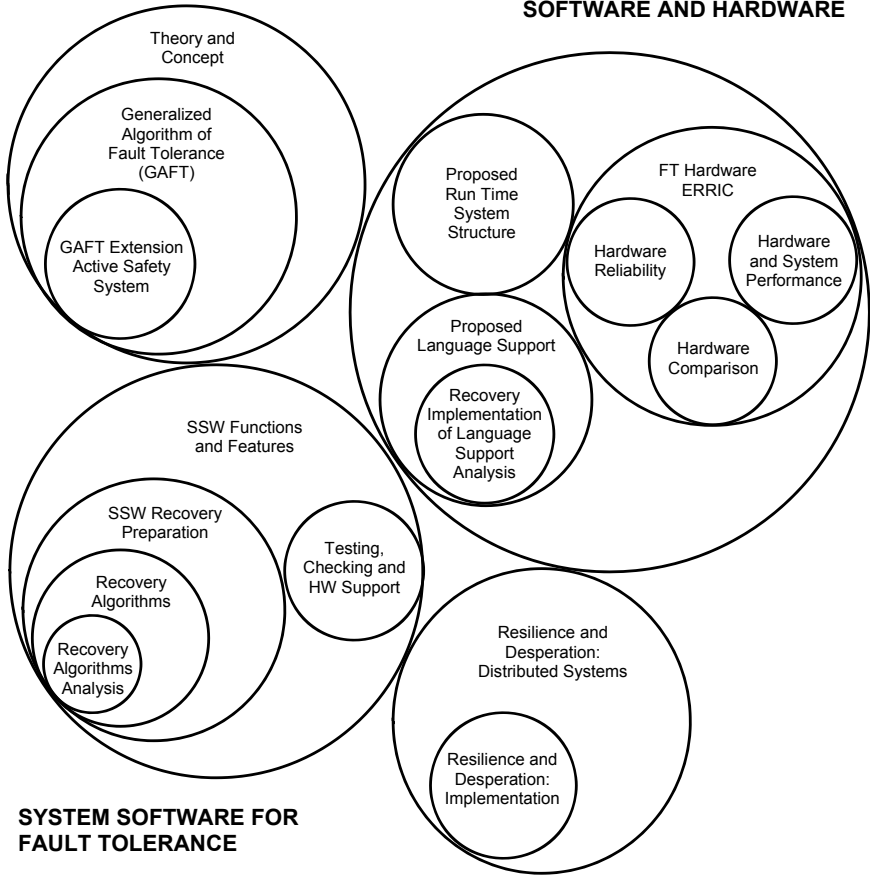 SOFTWARE AND HARDWARE
Theory and
Concept
Generalized
Algorithm of
Fault Tolerance
(GAFT)
GAFT Extension
Active Safety
System
Proposed
Run Time
System
Structure
FT Hardware
ERRIC
Hardware
Reliability
Hardware
and System
Performance
Hardware
Comparison
Proposed
Language Support
Recovery
Implementation
of Language
Support
Analysis
SSW Functions
and Features
SSW Recovery
Preparation
Recovery
Algorithms
Recovery
Algorithms
Analysis
Testing,
Checking and
HW Support
Resilience and
Desperation:
Distributed Systems
Resilience and
Desperation:
Implementation
SYSTEM SOFTWARE FOR
FAULT TOLERANCE